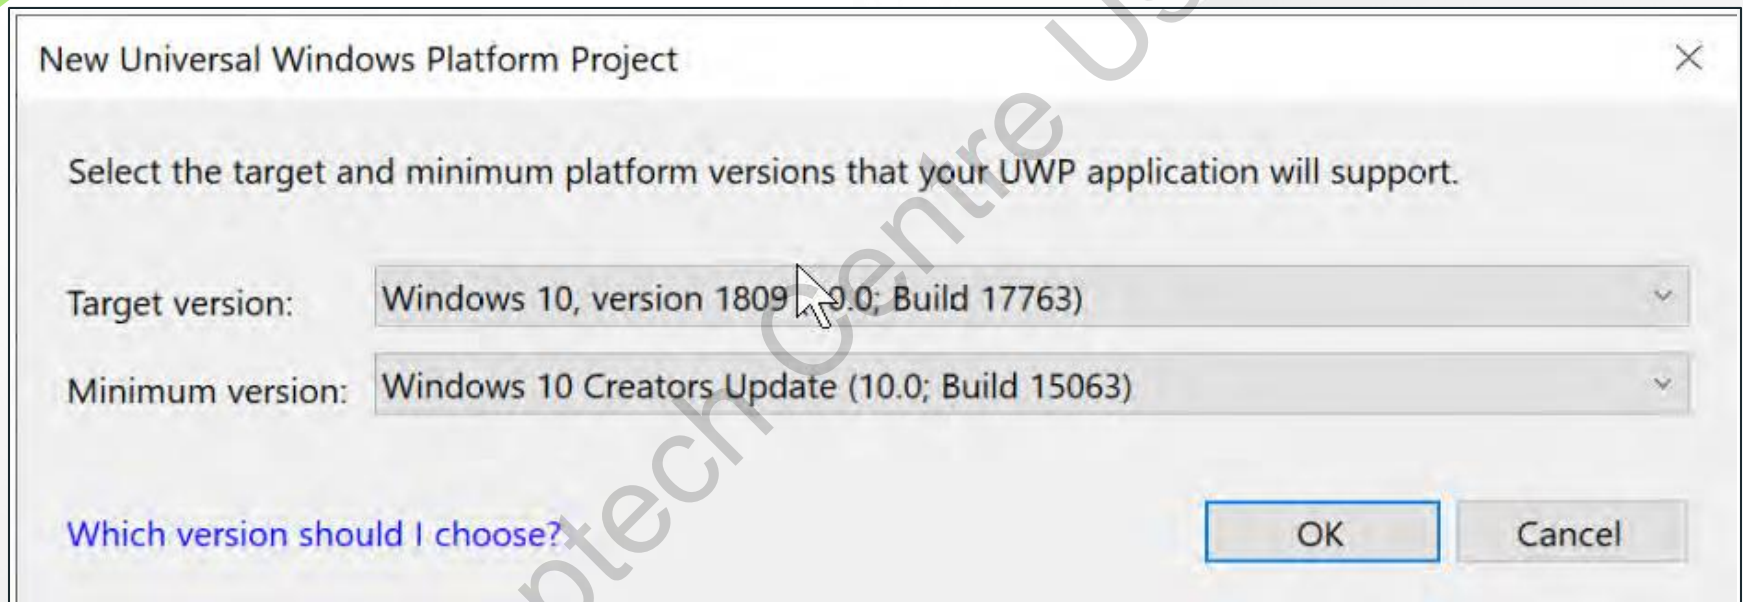 New Universal Windows Platform Project
Select the target and minimum platform versions that your UWP application will support.
Target version: Windows 10, version 1809 0.0; Build 17763)
Minimum version: Windows 10 Creators Update (10.0; Build 15063)
Which version should I choose? OK Cancel
Centre